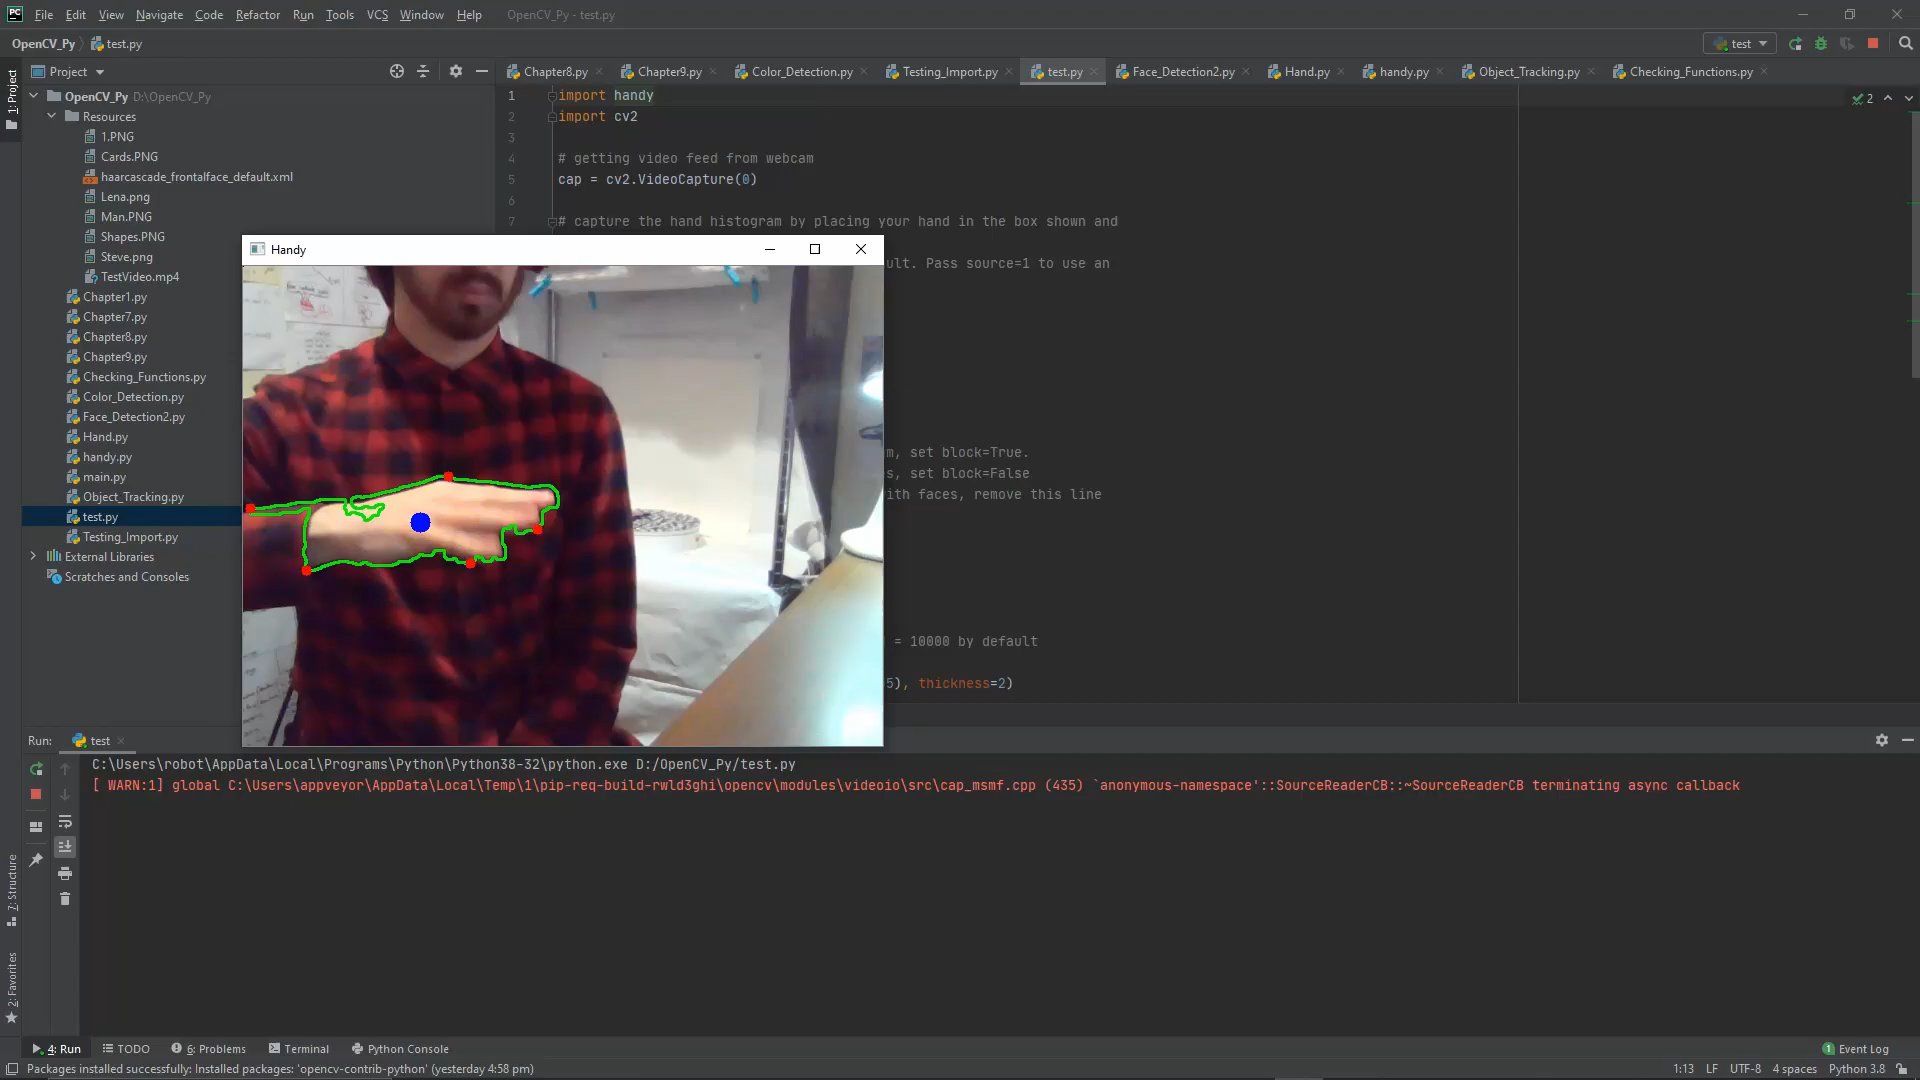 File Edit View Navigate Code Refactor Run Tools VCS Window Help OpenCV_Py - test.py
OpenCV_Py test.py test
Project Chapter8.py Chapter9.py Color_Detection.py Testing_Import.py test.py Face_Detection2.py Hand.py handy.py Object_Tracking.py Checking_Functions.py
1: Project
OpenCV_Py D:\OpenCV_Py
Resources
1.PNG
Cards.PNG
haarcascade_frontalface_default.xml
Lena.png
Man.PNG
Shapes.PNG
Steve.png
TestVideo.mp4
Chapter1.py
Chapter7.py
Chapter8.py
Chapter9.py
Checking_Functions.py
Color_Detection.py
Face_Detection2.py
Hand.py
handy.py
main.py
Object_Tracking.py
test.py
Testing_Import.py
External Libraries
Scratches and Consoles
1 import handy
2 import cv2
3
4 # getting video feed from webcam
5 cap = cv2.VideoCapture(0)
6
7 # capture the hand histogram by placing your hand in the box shown and
2
Handy
ult. Pass source=1 to use an
m, set block=True.
s, set block=False
ith faces, remove this line
= 10000 by default
5), thickness=2)
Run: test
C:\Users\robot\AppData\Local\Programs\Python\Python38-32\python.exe D:/OpenCV_Py/test.py
[ WARN:1] global C:\Users\appveyor\AppData\Local\Temp\1\pip-req-build-rwld3ghi\opencv\modules\videoio\src\cap_msmf.cpp (435) `anonymous-namespace'::SourceReaderCB::~SourceReaderCB terminating async callback
7: Structure
2: Favorites
4: Run TODO 6: Problems Terminal Python Console 1 Event Log
Packages installed successfully: Installed packages: 'opencv-contrib-python' (yesterday 4:58 pm) 1:13 LF UTF-8 4 spaces Python 3.8